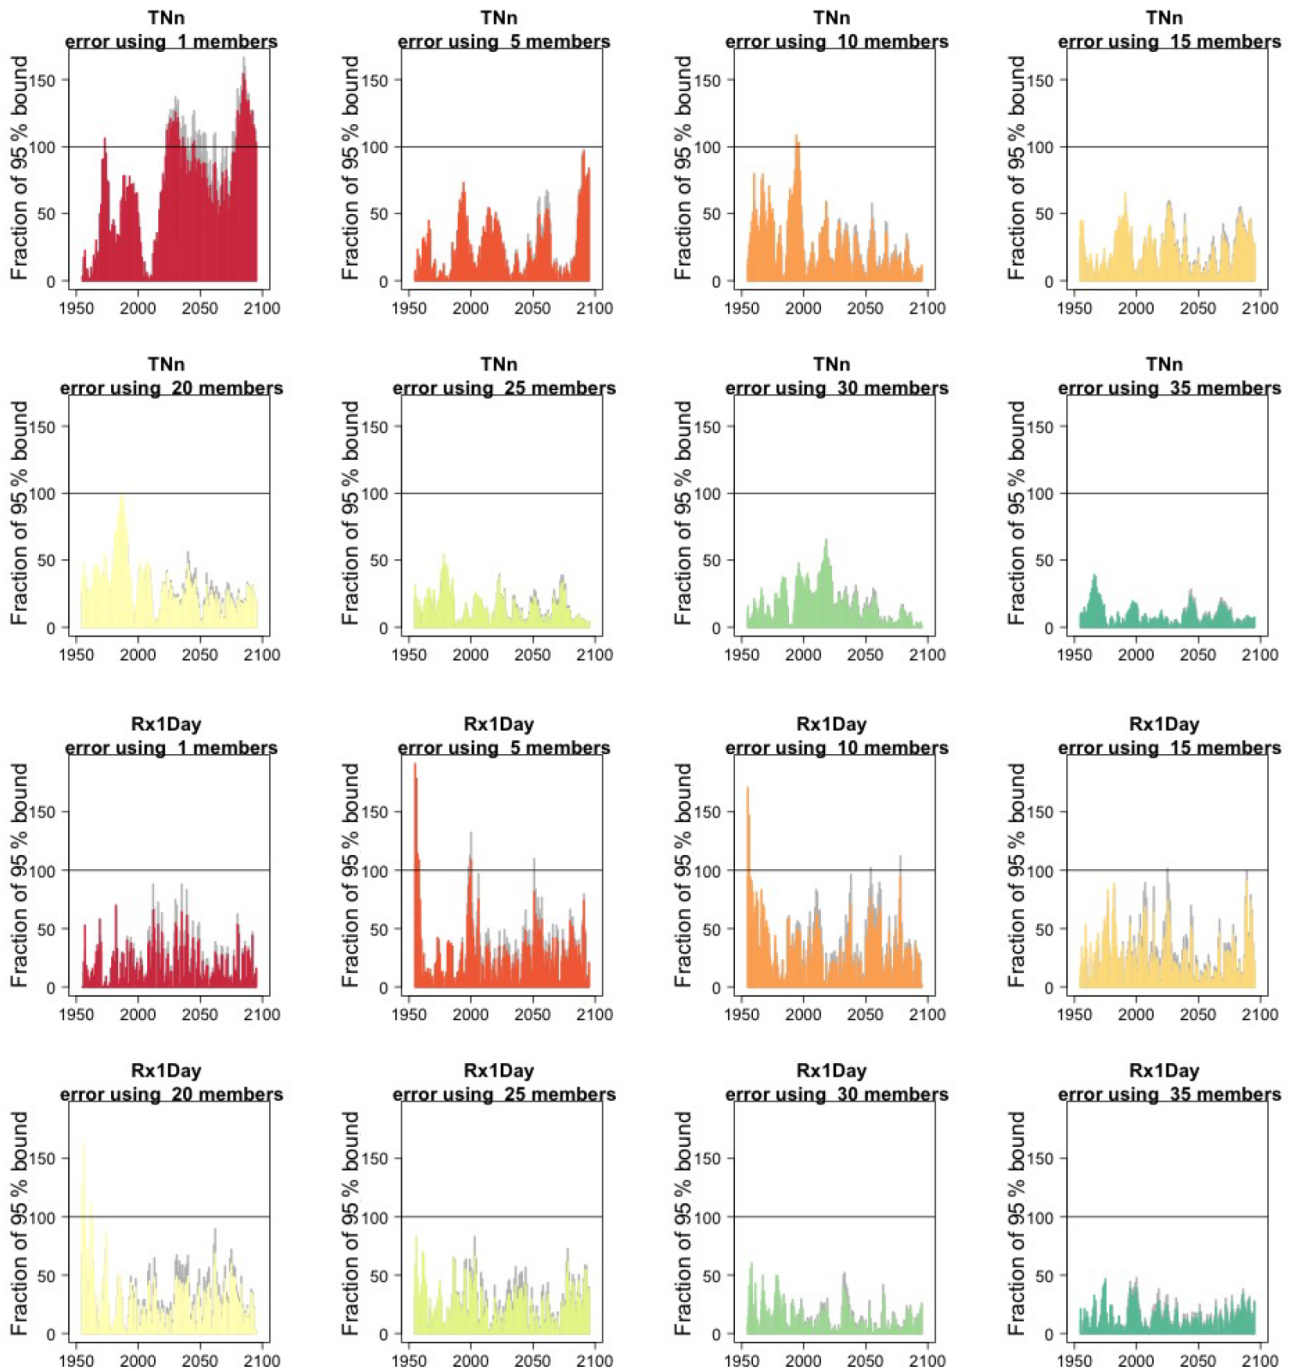 TNn
error using 1 members
Fraction of 95 % bound
150
100
50
0
1950 2000 2050 2100
TNn
error using 5 members
Fraction of 95 % bound
150
100
50
0
1950 2000 2050 2100
TNn
error using 10 members
Fraction of 95 % bound
150
100
50
0
1950 2000 2050 2100
TNn
error using 15 members
Fraction of 95 % bound
150
100
50
0
1950 2000 2050 2100
TNn
error using 20 members
Fraction of 95 % bound
150
100
50
0
1950 2000 2050 2100
TNn
error using 25 members
Fraction of 95 % bound
150
100
50
0
1950 2000 2050 2100
TNn
error using 30 members
Fraction of 95 % bound
150
100
50
0
1950 2000 2050 2100
TNn
error using 35 members
Fraction of 95 % bound
150
100
50
0
1950 2000 2050 2100
Rx1Day
error using 1 members
Fraction of 95 % bound
150
100
50
0
1950 2000 2050 2100
Rx1Day
error using 5 members
Fraction of 95 % bound
150
100
50
0
1950 2000 2050 2100
Rx1Day
error using 10 members
Fraction of 95 % bound
150
100
50
0
1950 2000 2050 2100
Rx1Day
error using 15 members
Fraction of 95 % bound
150
100
50
0
1950 2000 2050 2100
Rx1Day
error using 20 members
Fraction of 95 % bound
150
100
50
0
1950 2000 2050 2100
Rx1Day
error using 25 members
Fraction of 95 % bound
150
100
50
0
1950 2000 2050 2100
Rx1Day
error using 30 members
Fraction of 95 % bound
150
100
50
0
1950 2000 2050 2100
Rx1Day
error using 35 members
Fraction of 95 % bound
150
100
50
0
1950 2000 2050 2100